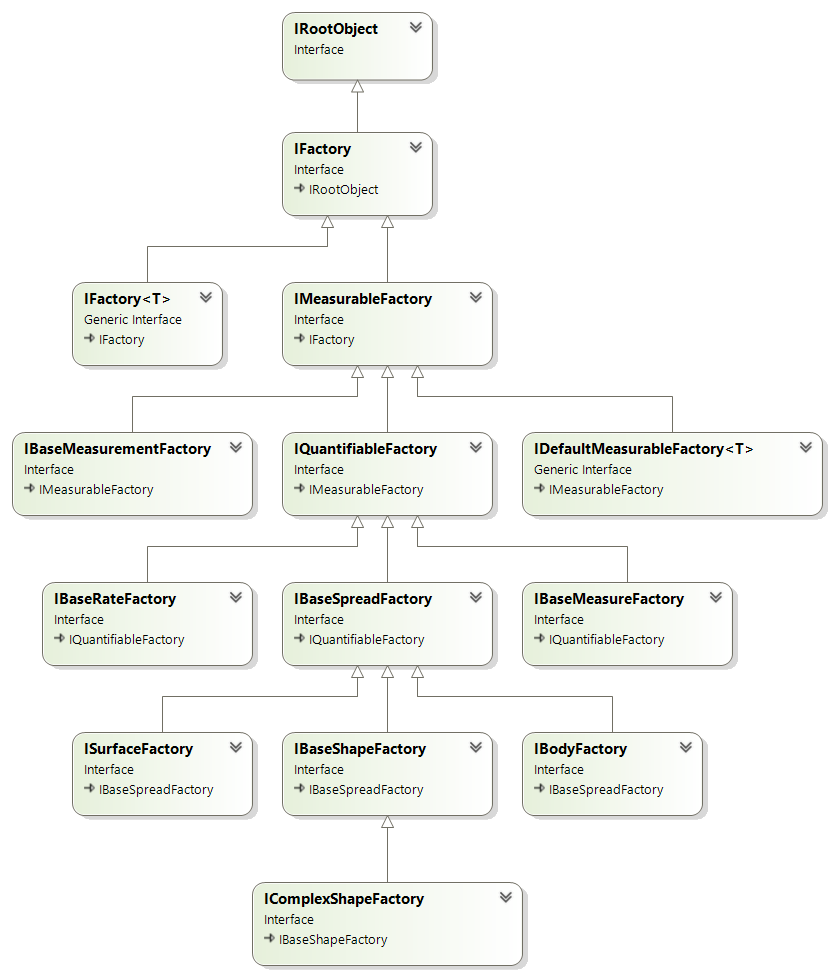 IRootObject
Interface
IFactory
Interface
IRootObject
IFactory<T>
Generic Interface
IFactory
IMeasurableFactory
Interface
IFactory
IBaseMeasurementFactory
Interface
IMeasurableFactory
IQuantifiableFactory
Interface
IMeasurableFactory
IDefaultMeasurableFactory<T>
Generic Interface
IMeasurableFactory
IBaseRateFactory
Interface
IQuantifiableFactory
IBaseSpreadFactory
Interface
IQuantifiableFactory
IBaseMeasureFactory
Interface
IQuantifiableFactory
ISurfaceFactory
Interface
IBaseSpreadFactory
IBaseShapeFactory
Interface
IBaseSpreadFactory
IBodyFactory
Interface
IBaseSpreadFactory
IComplexShapeFactory
Interface
IBaseShapeFactory